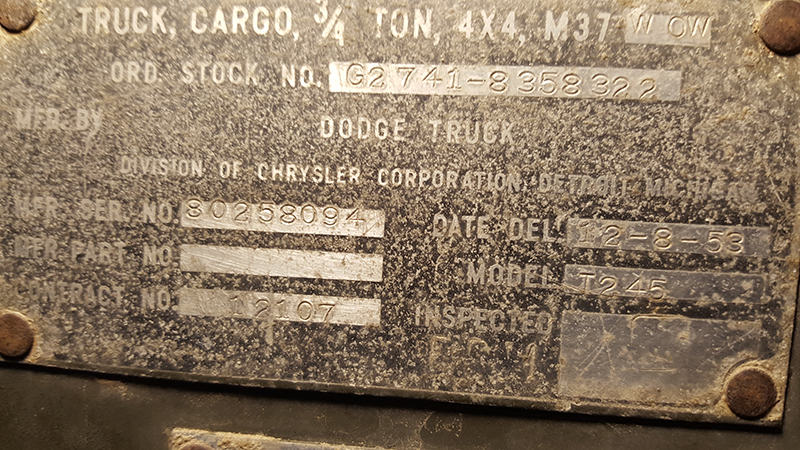 TRUCK, CARGO, 3/4 TON, 4X4, M37 W OW
ORD. STOCK NO. G2741-8358322
MFD. BY DODGE TRUCK
DIVISION OF CHRYSLER CORPORATION, DETROIT MICHIGAN
MFR. SER. NO. 80258094 DATE DEL. 12-8-53
MFR. PART NO. MODEL T245
CONTRACT NO. 12107 INSPECTED